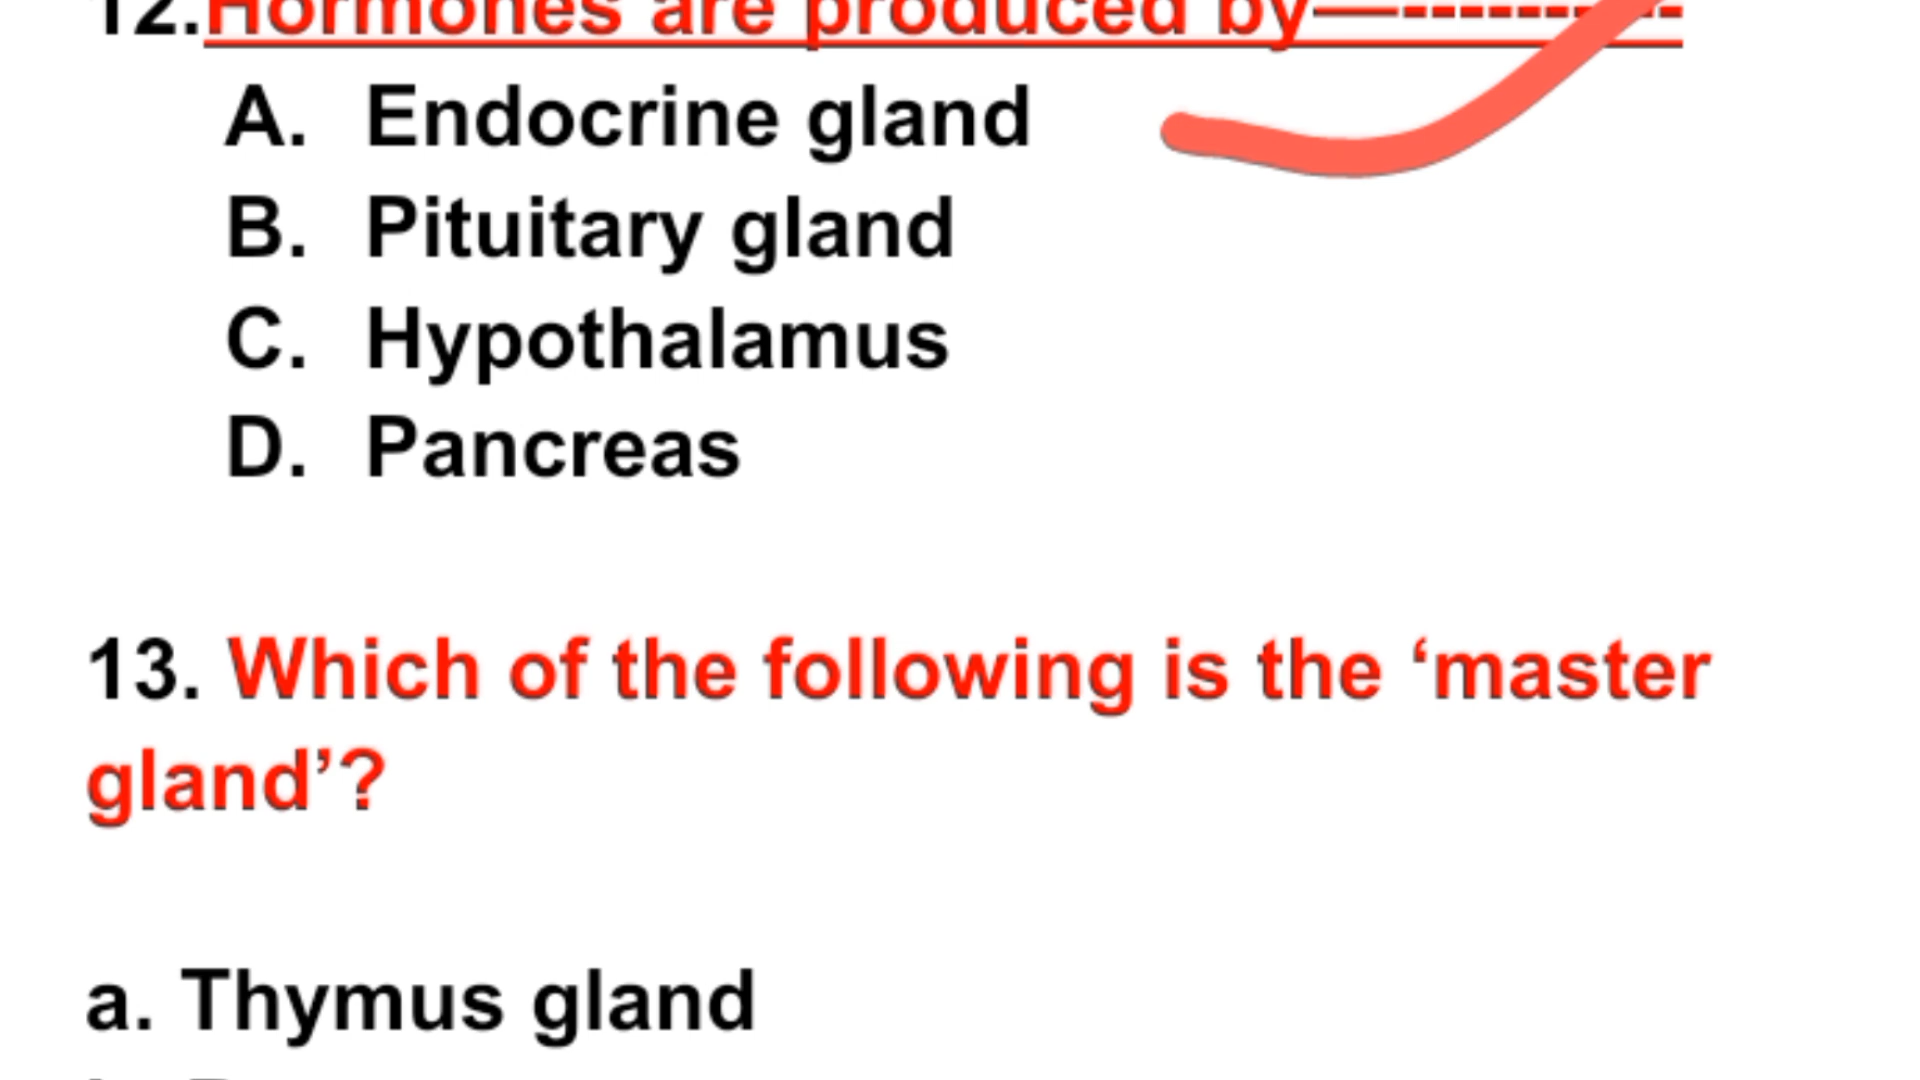 12.Hormones are produced by—----------
A. Endocrine gland
B. Pituitary gland
C. Hypothalamus
D. Pancreas
13. Which of the following is the ‘master
gland’?
a. Thymus gland